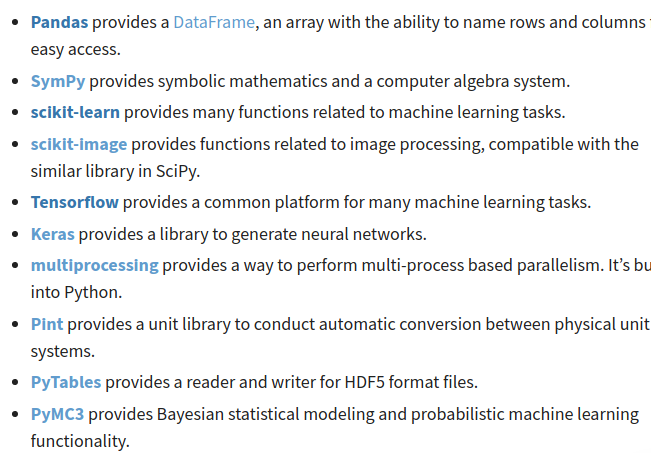 Pandas provides a DataFrame, an array with the ability to name rows and columns
easy access.
SymPy provides symbolic mathematics and a computer algebra system.
scikit-learn provides many functions related to machine learning tasks.
scikit-image provides functions related to image processing, compatible with the
similar library in SciPy.
Tensorflow provides a common platform for many machine learning tasks.
Keras provides a library to generate neural networks.
multiprocessing provides a way to perform multi-process based parallelism. It's bu
into Python.
Pint provides a unit library to conduct automatic conversion between physical unit
systems.
PyTables provides a reader and writer for HDF5 format files.
PyMC3 provides Bayesian statistical modeling and probabilistic machine learning
functionality.